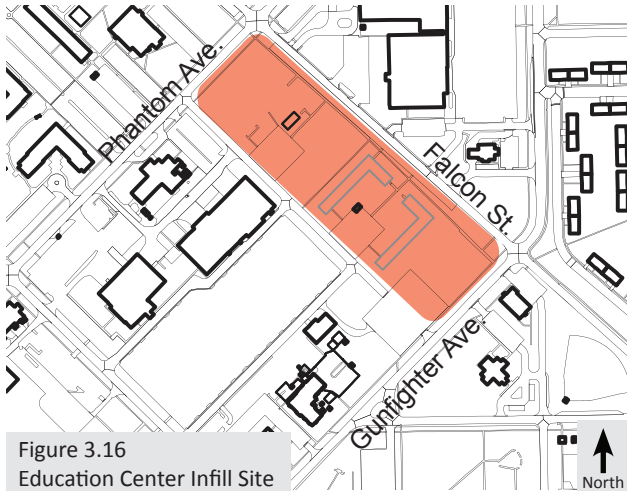 Phantom Ave.
Falcon St.
Gunfighter Ave.
Figure 3.16
Education Center Infill Site
North